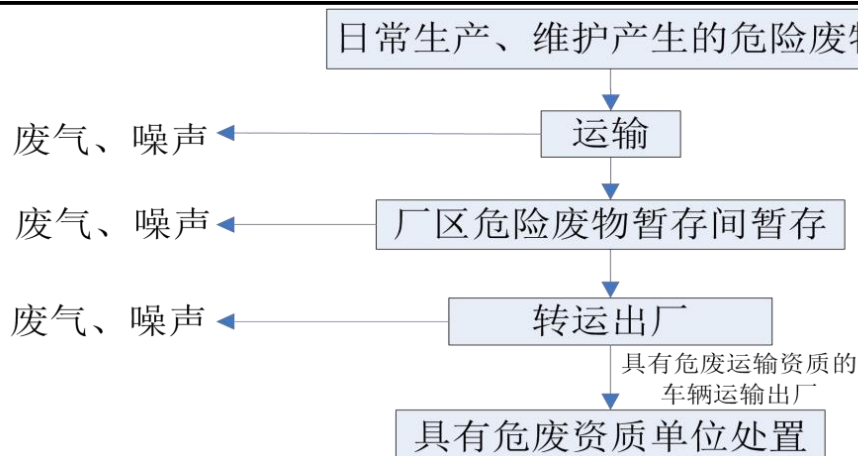 日常生产、维护产生的危险废物
废气、噪声
运输
废气、噪声
厂区危险废物暂存间暂存
废气、噪声
转运出厂
具有危废运输资质的
车辆运输出厂
具有危废资质单位处置